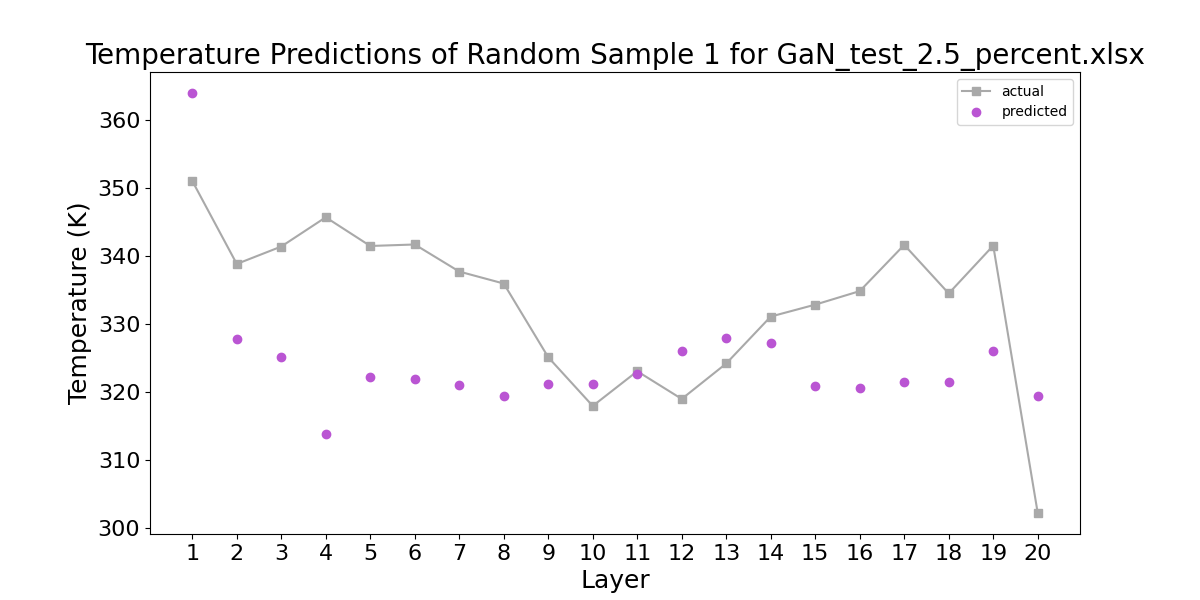 Temperature Predictions of Random Sample 1 for GaN_test_2.5_percent.xlsx
actual
predicted
Temperature (K)
360
350
340
330
320
310
300
1 2 3 4 5 6 7 8 9 10 11 12 13 14 15 16 17 18 19 20
Layer